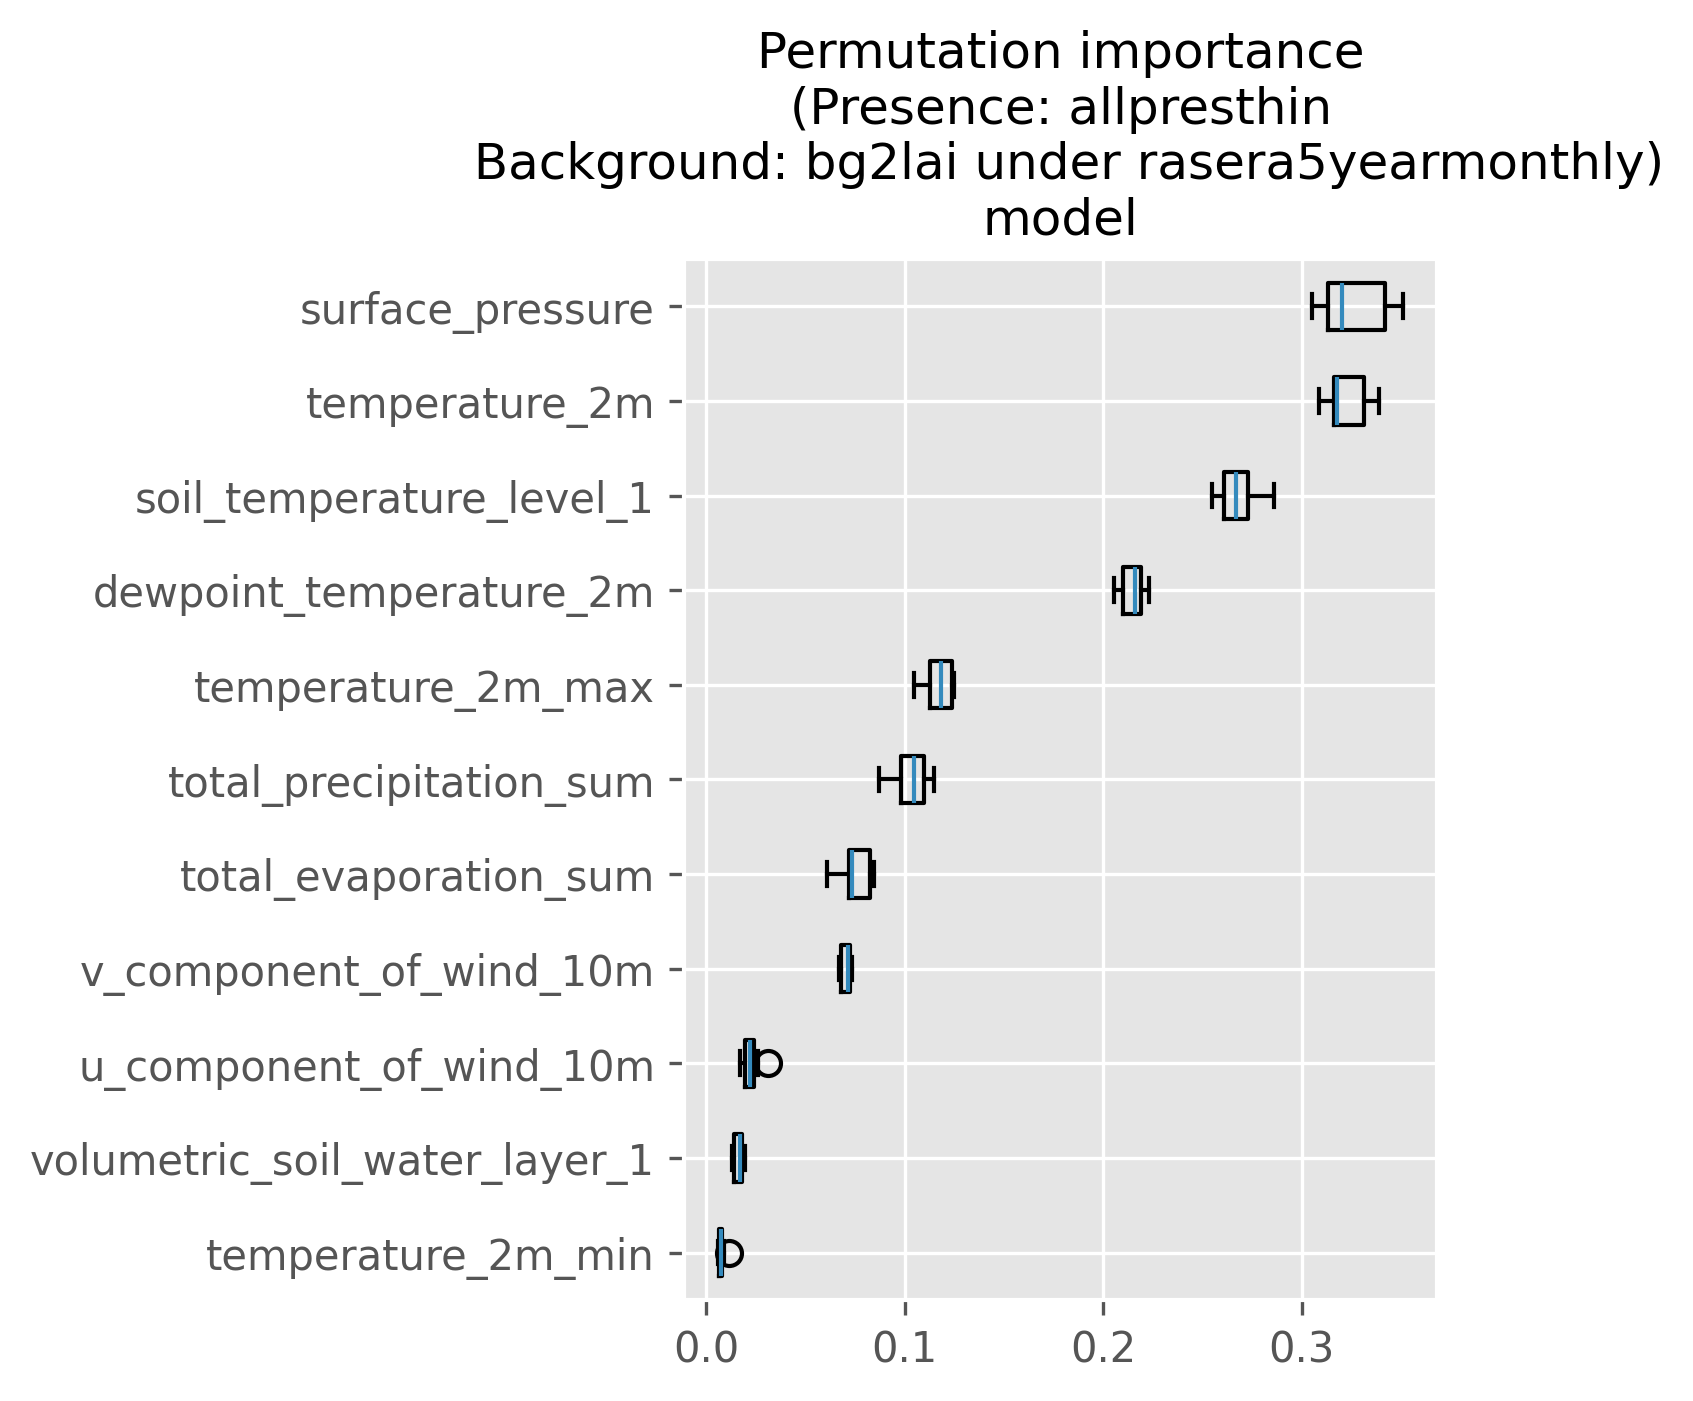 Permutation importance
(Presence: allpresthin
Background: bg2lai under rasera5yearmonthly)
model
surface_pressure
temperature_2m
soil_temperature_level_1
dewpoint_temperature_2m
temperature_2m_max
total_precipitation_sum
total_evaporation_sum
v_component_of_wind_10m
u_component_of_wind_10m
volumetric_soil_water_layer_1
temperature_2m_min
0.0 0.1 0.2 0.3